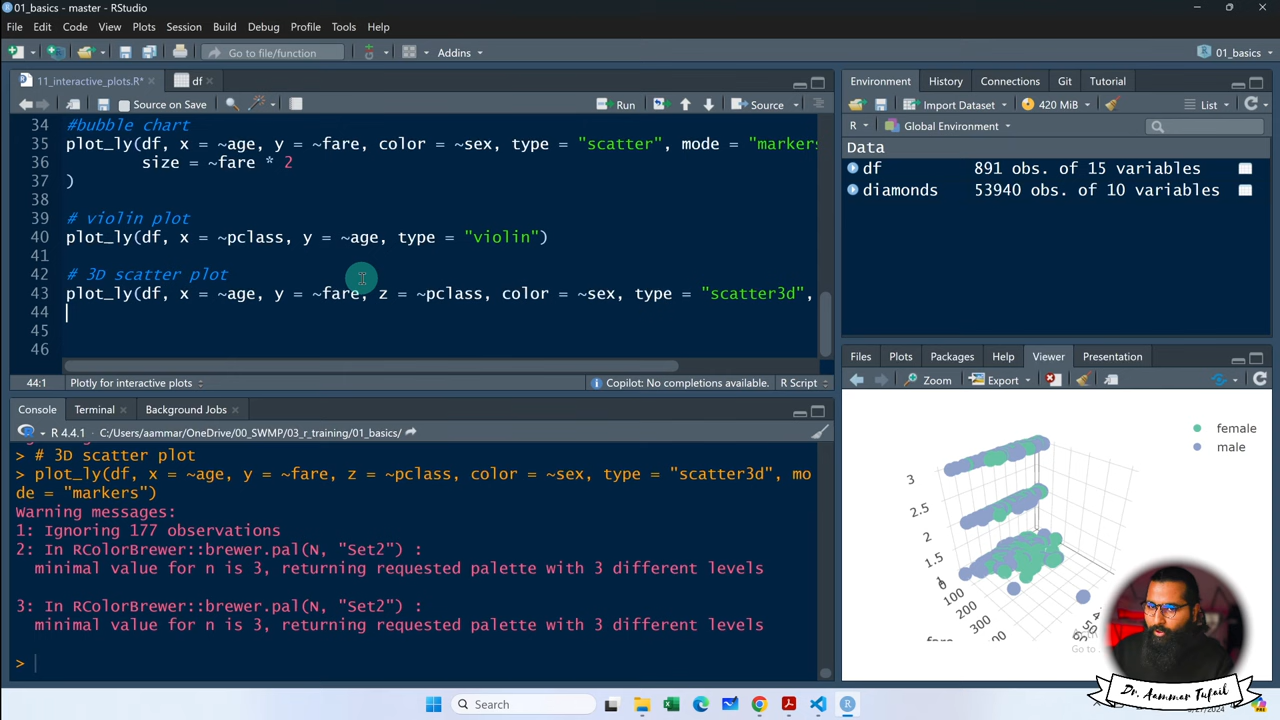 01_basics - master - RStudio
File Edit Code View Plots Session Build Debug Profile Tools Help
Go to file/function Addins 01_basics
11_interactive_plots.R* df
Source on Save Run Source
34 #bubble chart
35 plot_ly(df, x = ~age, y = ~fare, color = ~sex, type = "scatter", mode = "markers
36 size = ~fare * 2
37 )
38
39 # violin plot
40 plot_ly(df, x = ~pclass, y = ~age, type = "violin")
41
42 # 3D scatter plot
43 plot_ly(df, x = ~age, y = ~fare, z = ~pclass, color = ~sex, type = "scatter3d",
44
45
46
44:1 Plotly for interactive plots Copilot: No completions available. R Script
Console Terminal Background Jobs
R 4.4.1 C:/Users/aammar/OneDrive/00_SWMP/03_r_training/01_basics/
> # 3D scatter plot
> plot_ly(df, x = ~age, y = ~fare, z = ~pclass, color = ~sex, type = "scatter3d", mo
de = "markers")
Warning messages:
1: Ignoring 177 observations
2: In RColorBrewer::brewer.pal(N, "Set2") :
minimal value for n is 3, returning requested palette with 3 different levels
3: In RColorBrewer::brewer.pal(N, "Set2") :
minimal value for n is 3, returning requested palette with 3 different levels
>
Environment History Connections Git Tutorial
Import Dataset 420 MiB List
R Global Environment
Data
df 891 obs. of 15 variables
diamonds 53940 obs. of 10 variables
Files Plots Packages Help Viewer Presentation
Zoom Export
female
male
3
2.5
2
1.5
1
0
100
200
300
50
Go to
Dr. Aammar Tufail
Search